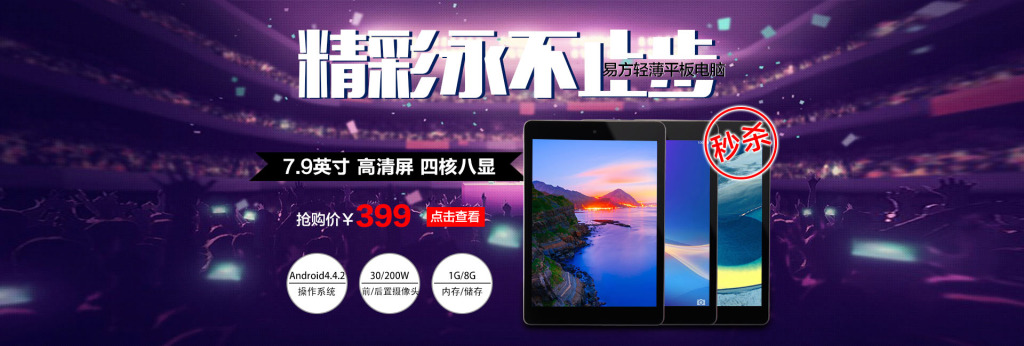 精彩永不止步
易方轻薄平板电脑
秒杀
7.9英寸 高清屏 四核八显
抢购价￥399 点击查看
Android4.4.2
操作系统
30/200W
前/后置摄像头
1G/8G
内存/储存